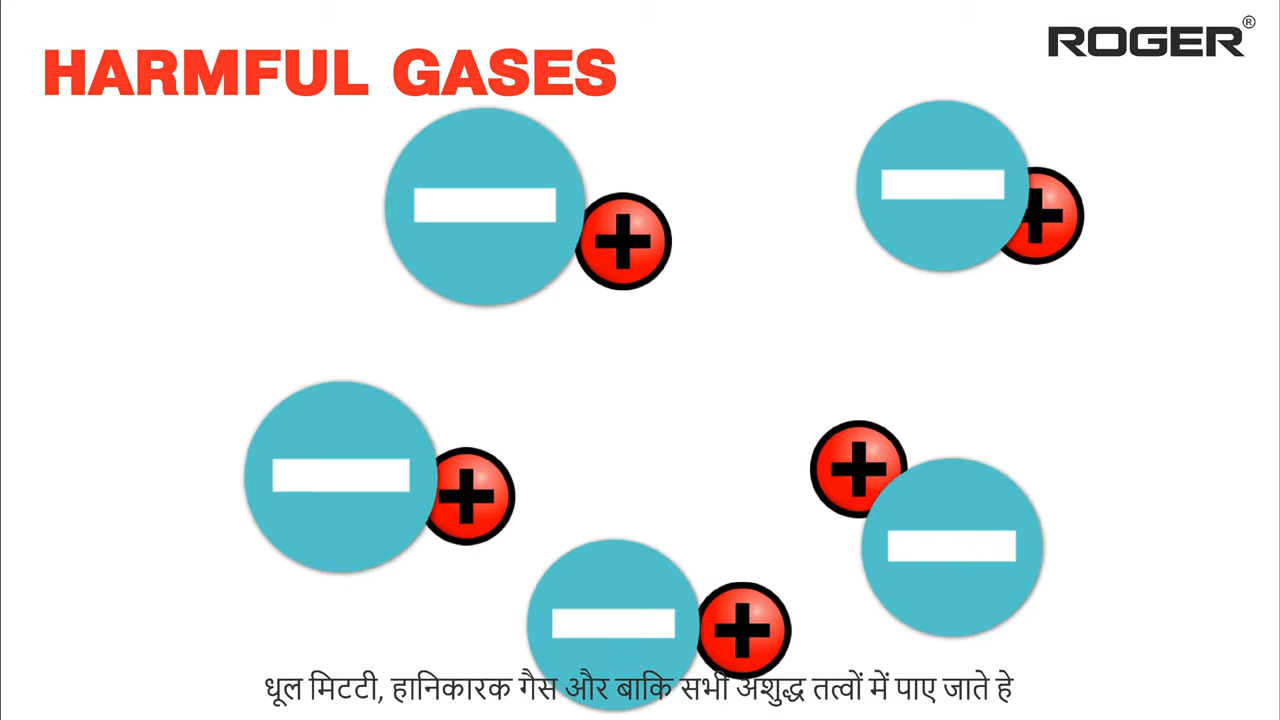 ROGER®
HARMFUL GASES
धूल मिटटी, हानिकारक गैस और बाकि सभी अशुद्ध तत्वों में पाए जाते हे